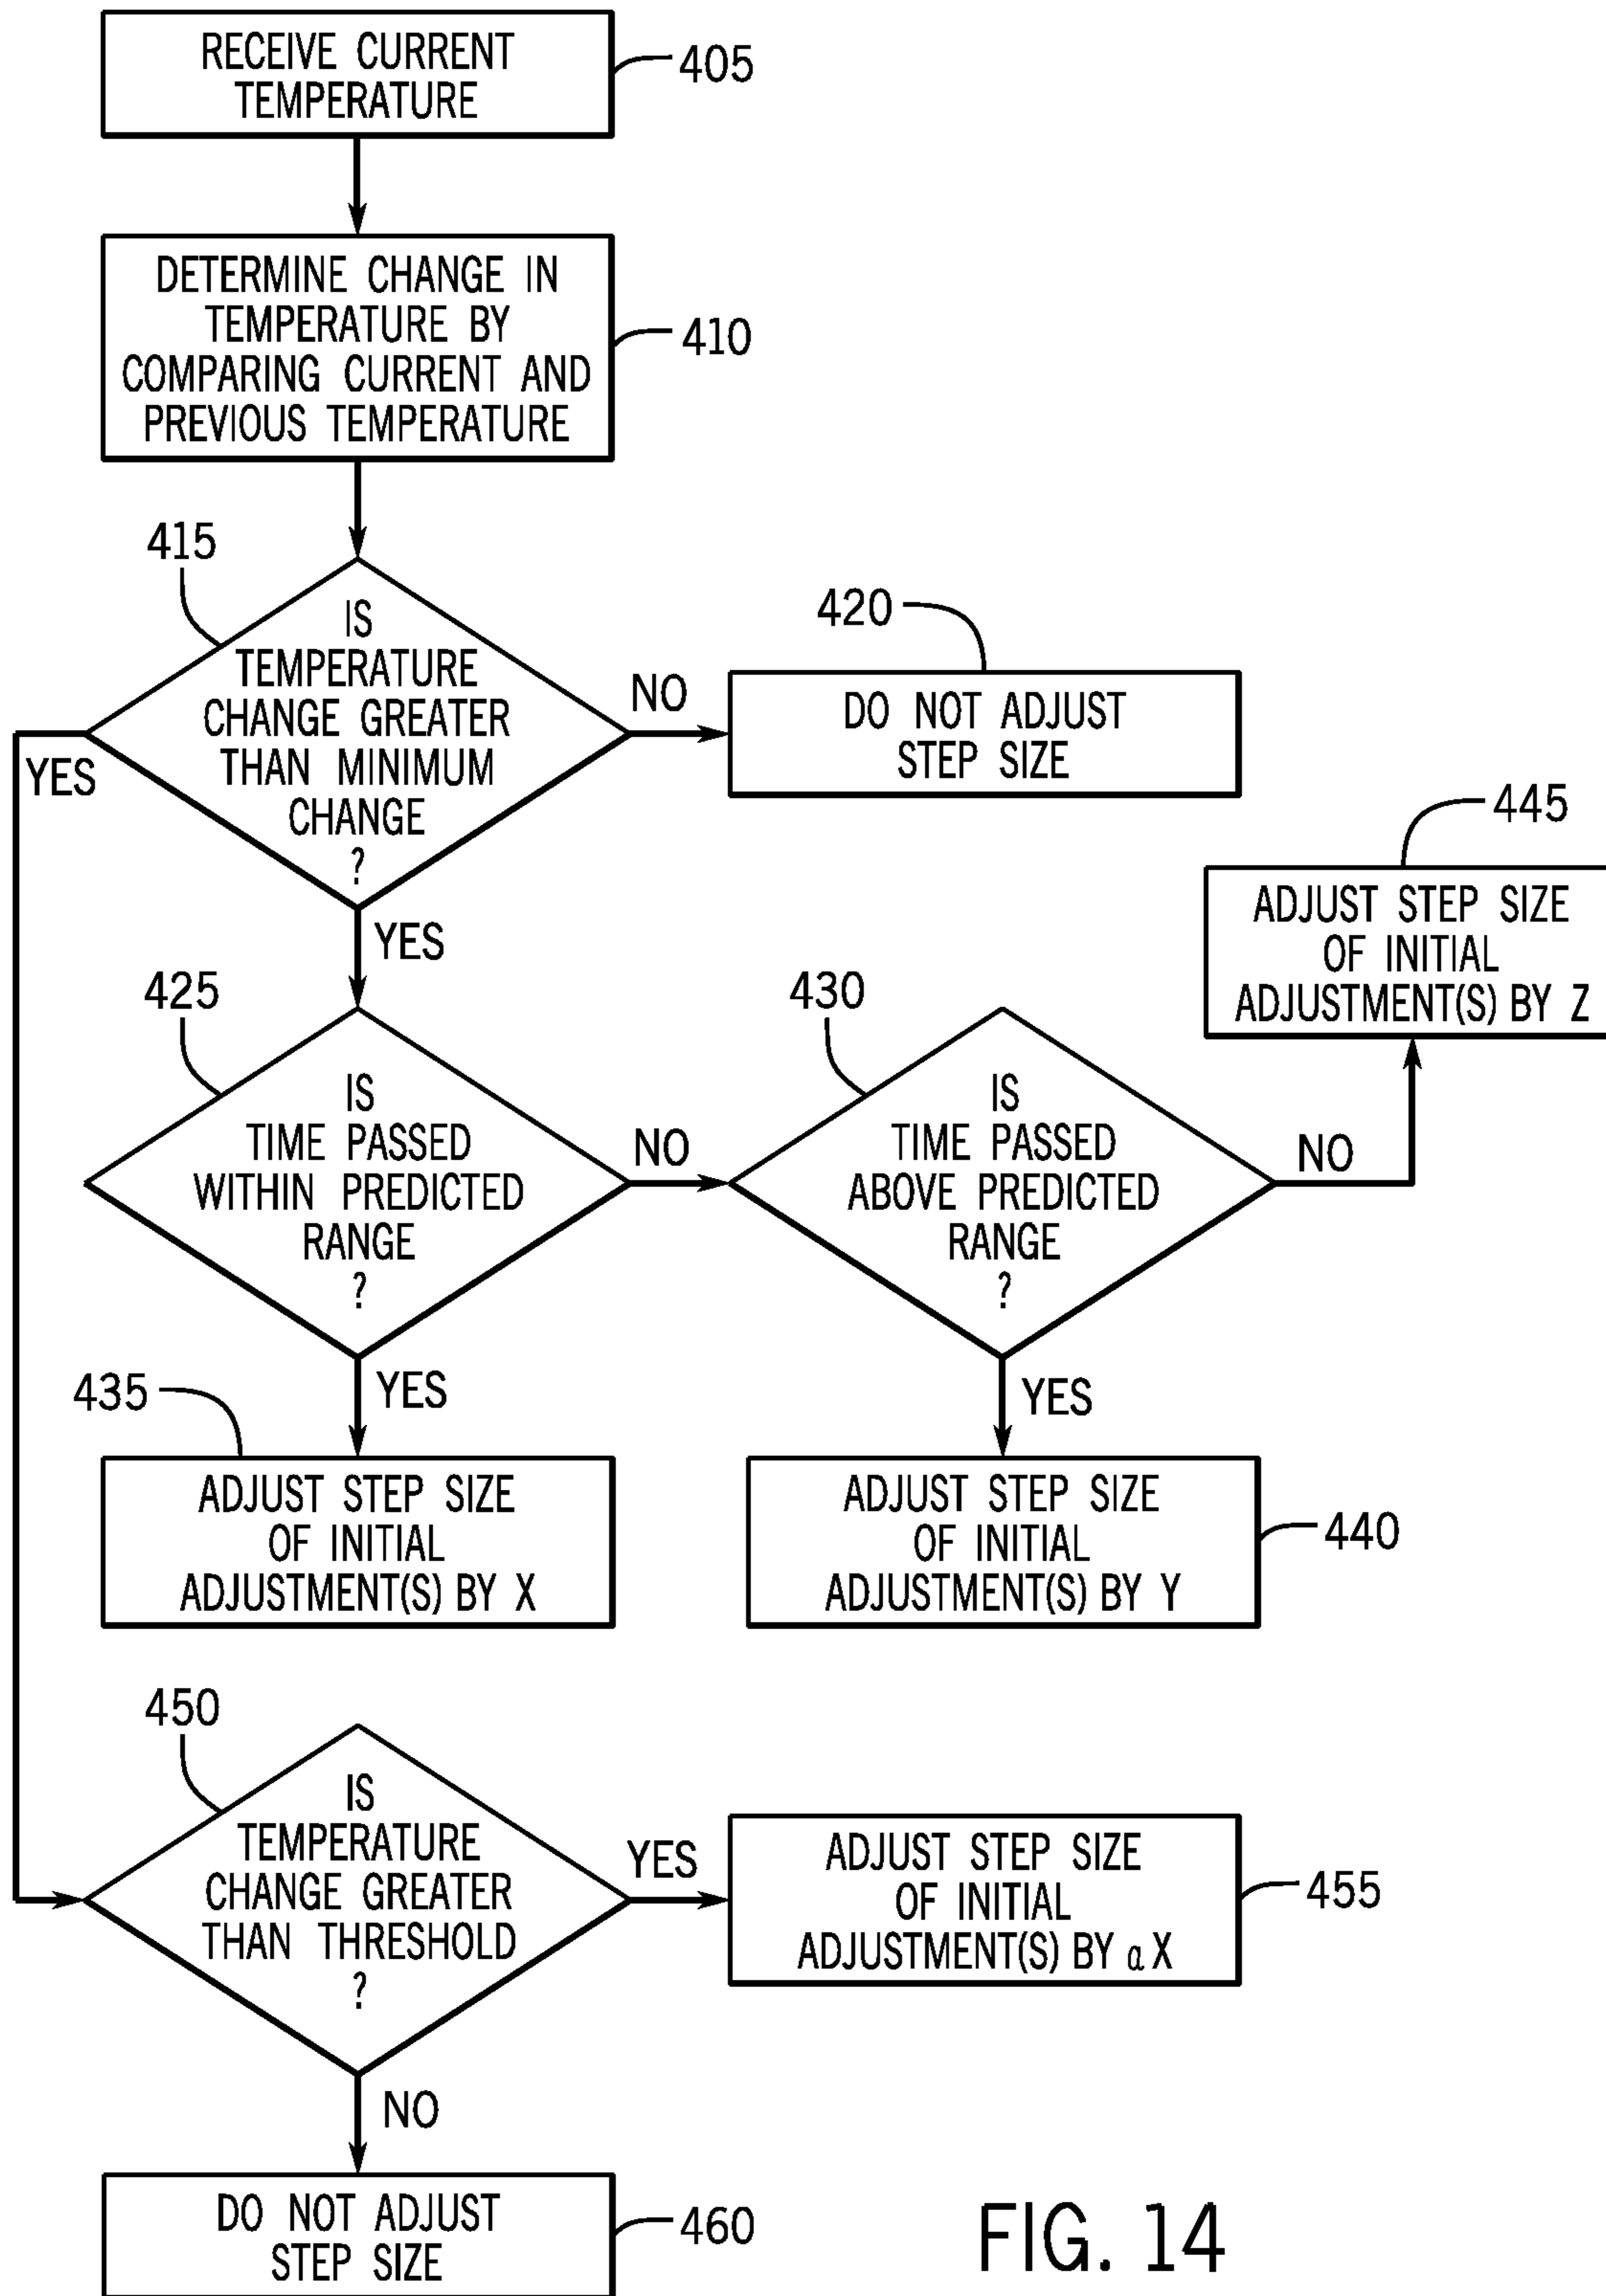 RECEIVE CURRENT
TEMPERATURE
405
DETERMINE CHANGE IN
TEMPERATURE BY
COMPARING CURRENT AND
PREVIOUS TEMPERATURE
410
415
IS
TEMPERATURE
CHANGE GREATER
THAN MINIMUM
CHANGE
?
NO
YES
YES
420
DO NOT ADJUST
STEP SIZE
445
ADJUST STEP SIZE
OF INITIAL
ADJUSTMENT(S) BY Z
425
IS
TIME PASSED
WITHIN PREDICTED
RANGE
?
NO
YES
430
IS
TIME PASSED
ABOVE PREDICTED
RANGE
?
NO
YES
435
ADJUST STEP SIZE
OF INITIAL
ADJUSTMENT(S) BY X
ADJUST STEP SIZE
OF INITIAL
ADJUSTMENT(S) BY Y
440
450
IS
TEMPERATURE
CHANGE GREATER
THAN THRESHOLD
?
YES
NO
ADJUST STEP SIZE
OF INITIAL
ADJUSTMENT(S) BY α X
455
DO NOT ADJUST
STEP SIZE
460
FIG. 14